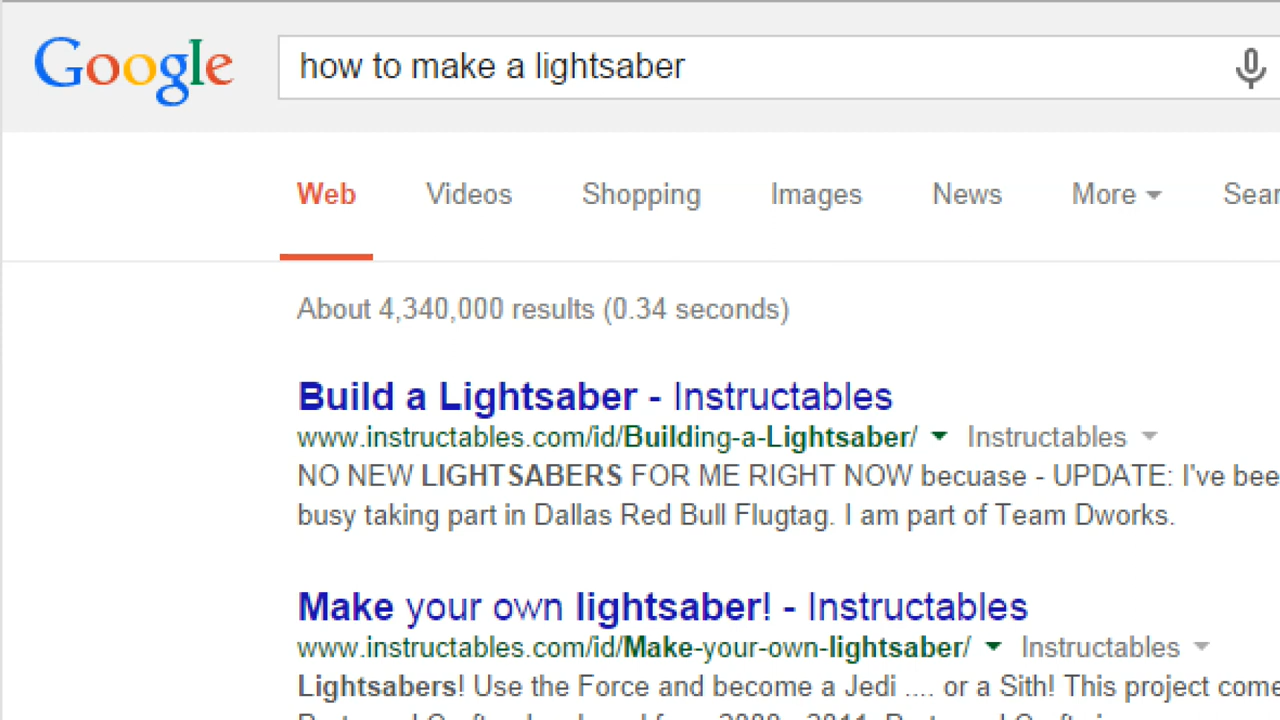 Google how to make a lightsaber
Web Videos Shopping Images News More
About 4,340,000 results (0.34 seconds)
Build a Lightsaber - Instructables
www.instructables.com/id/Building-a-Lightsaber/ Instructables
NO NEW LIGHTSABERS FOR ME RIGHT NOW becuase - UPDATE: I've
busy taking part in Dallas Red Bull Flugtag. I am part of Team Dworks.
Make your own lightsaber! - Instructables
www.instructables.com/id/Make-your-own-lightsaber/ Instructables
Lightsabers! Use the Force and become a Jedi .... or a Sith! This project